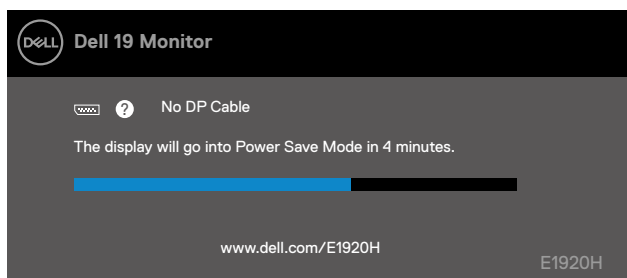 DELL Dell 19 Monitor
? No DP Cable
The display will go into Power Save Mode in 4 minutes.
www.dell.com/E1920H
E1920H